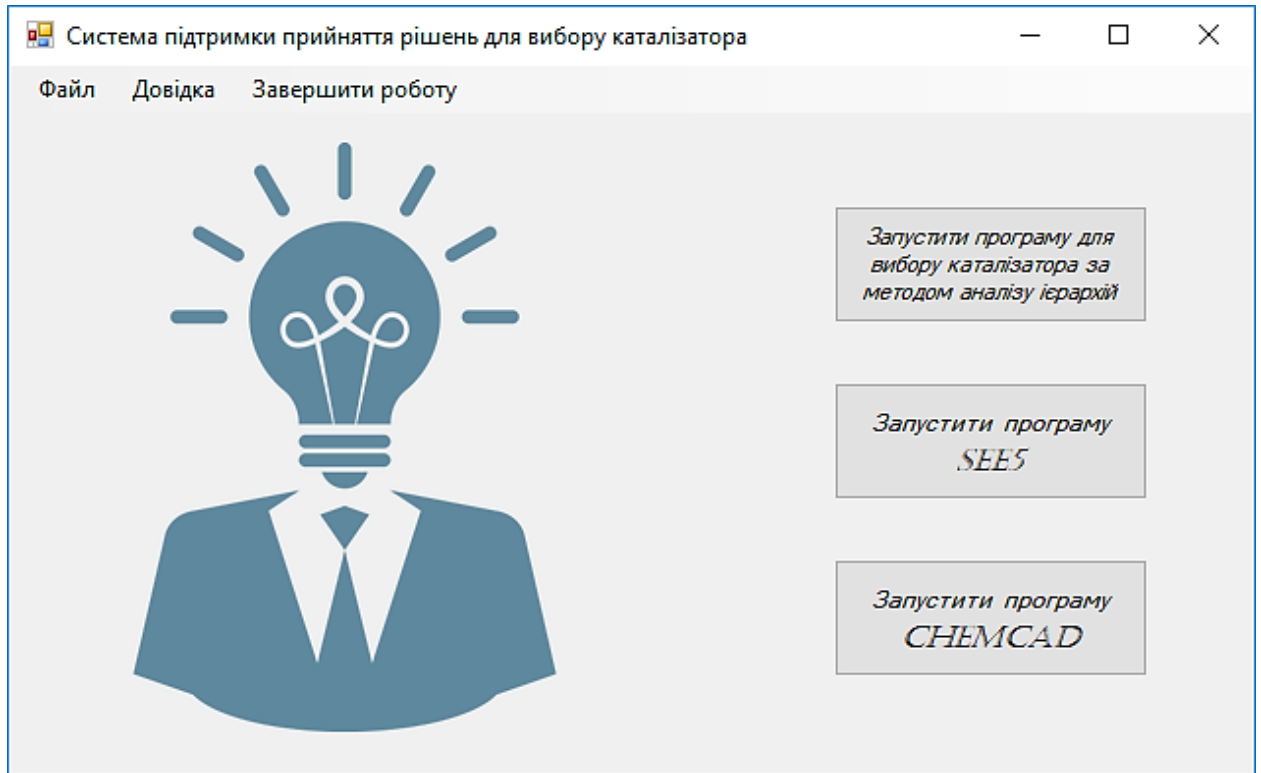 Система підтримки прийняття рішень для вибору каталізатора
Файл Довідка Завершити роботу
Запустити програму для
вибору каталізатора за
методом аналізу ієрархій
Запустити програму
SEE5
Запустити програму
CHEMCAD